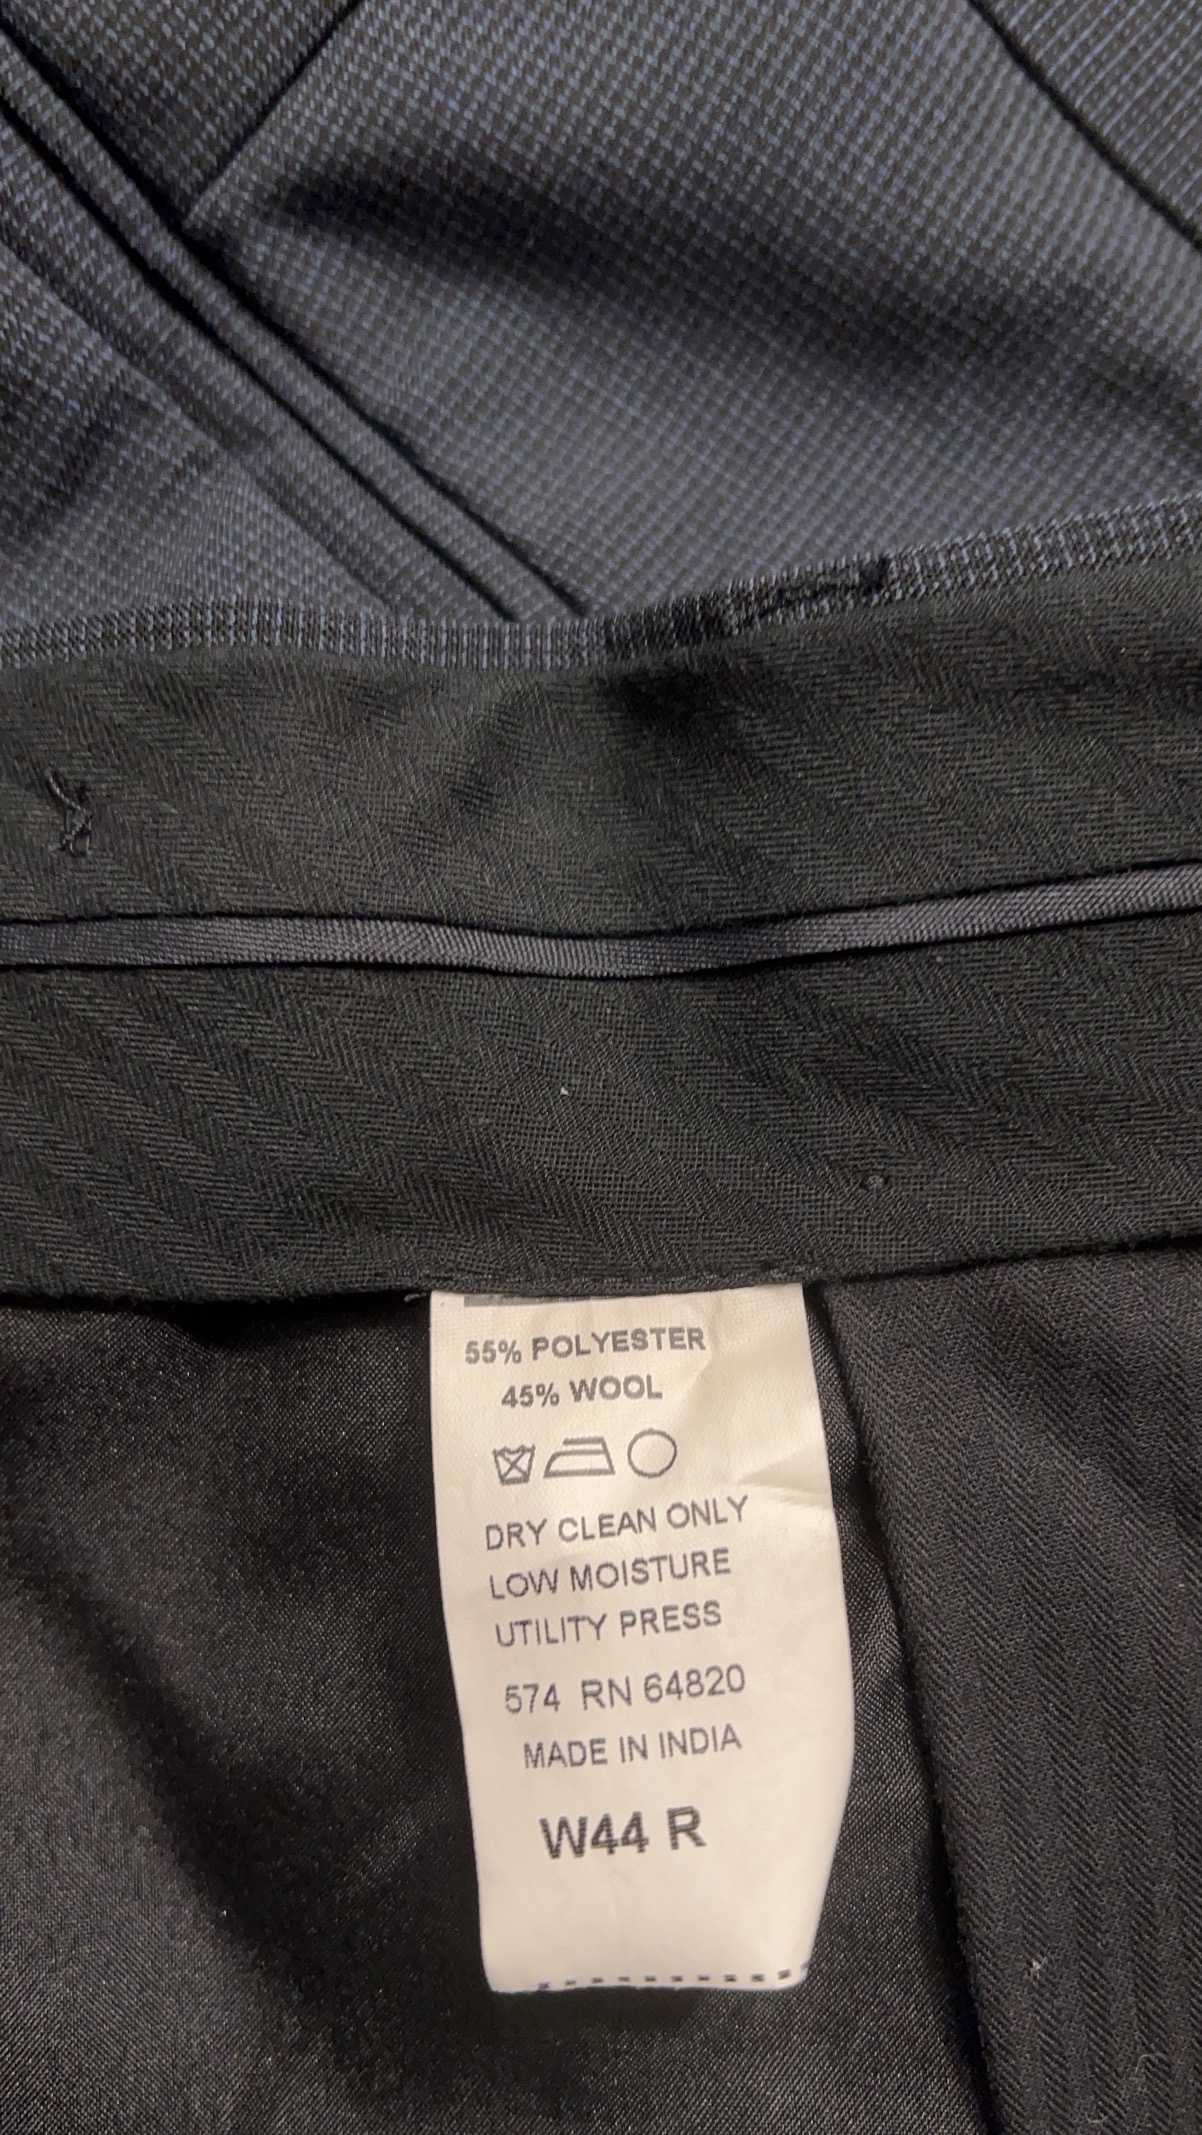 55% POLYESTER
45% WOOL
DRY CLEAN ONLY
LOW MOISTURE
UTILITY PRESS
574 RN 64820
MADE IN INDIA
W44 R